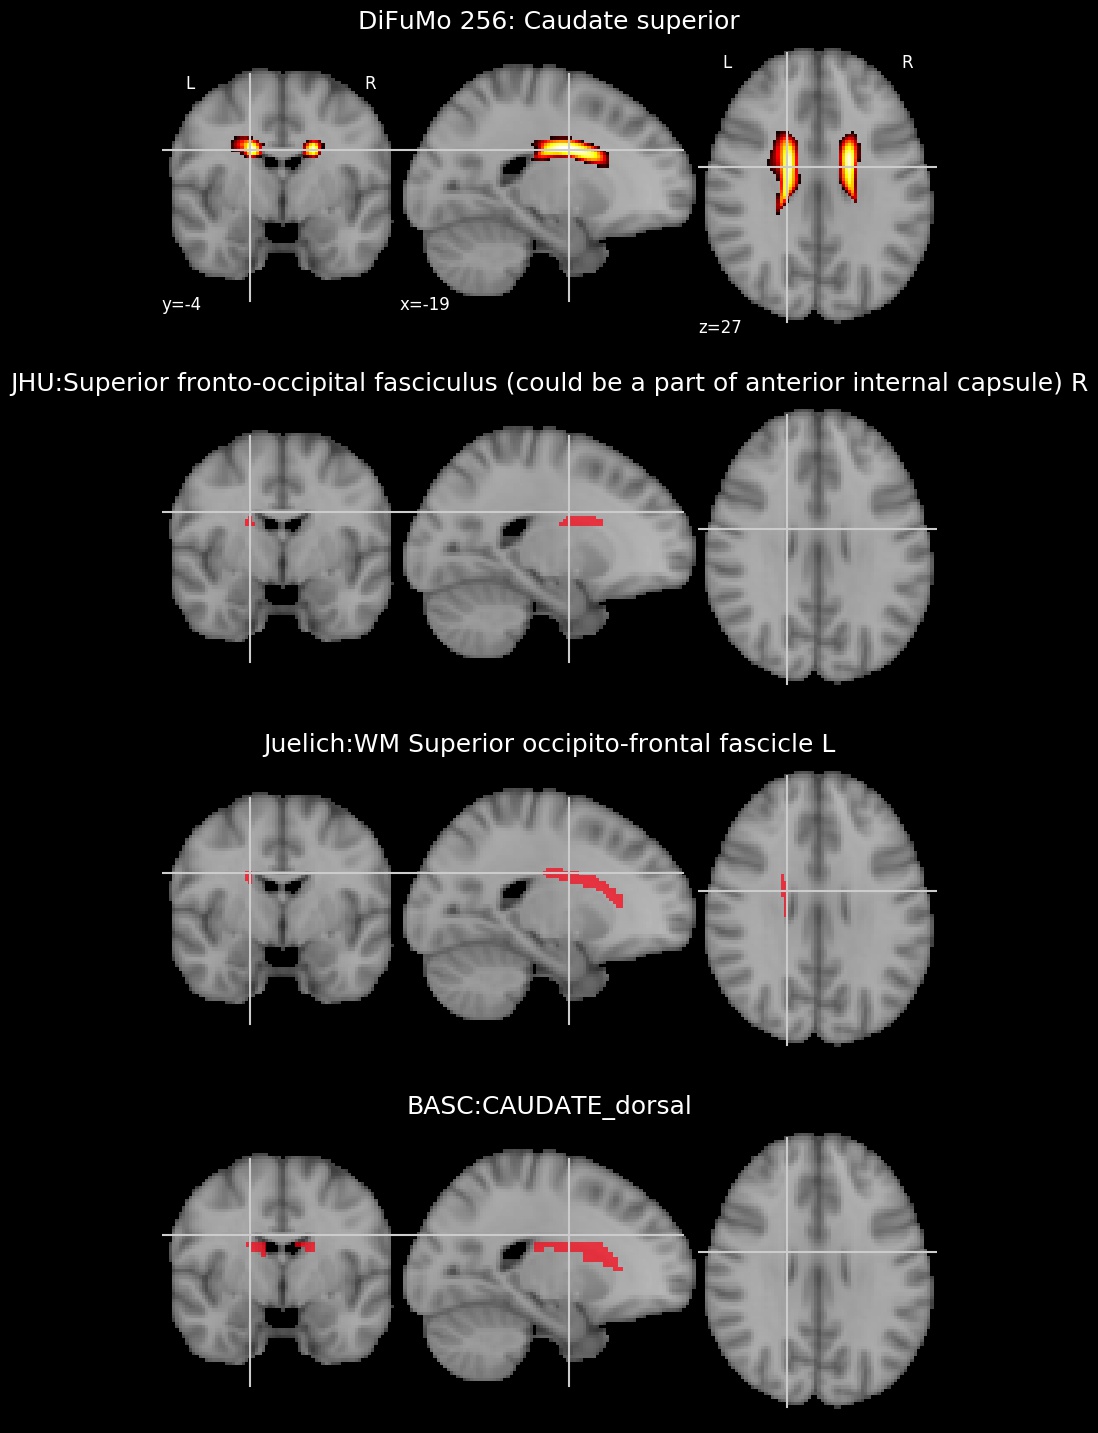 DiFuMo 256: Caudate superior
L R L R
y=-4 x=-19 z=27
JHU:Superior fronto-occipital fasciculus (could be a part of anterior internal capsule) R
Juelich:WM Superior occipito-frontal fascicle L
BASC:CAUDATE_dorsal